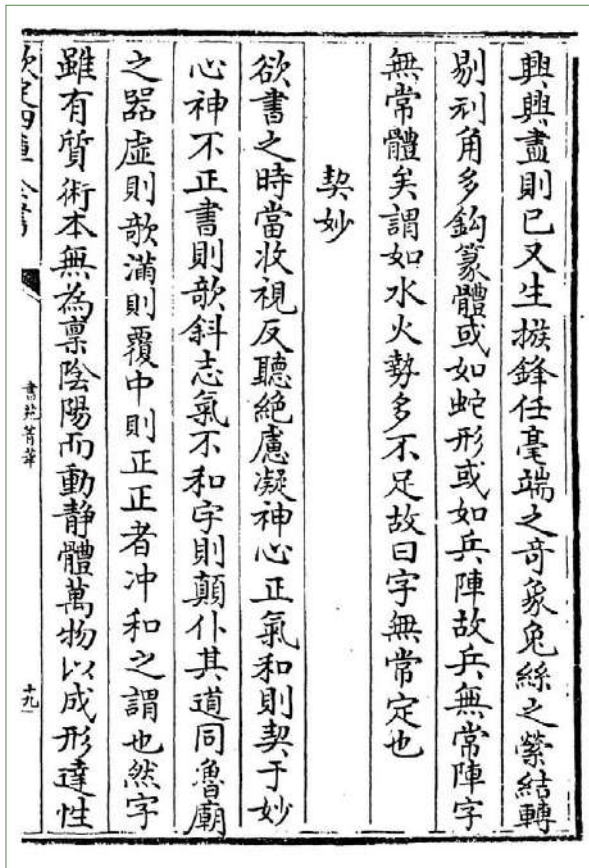 興興盡則已又生掞鋒任毫端之竒象兔絲之縈結轉
剔刓角多鈎篆體或如蛇形或如兵陣故兵無常陣字
無常體矣謂如水火勢多不足故曰字無常定也
契妙
欲書之時當收視反聽絶慮凝神心正氣和則契于妙
心神不正書則欹斜志氣不和字則顛仆其道同魯廟
之器虛則欹滿則覆中則正正者冲和之謂也然字
雖有質術本無為禀陰陽而動靜體萬物以成形達性
欽定四庫全書
書苑菁華
十九